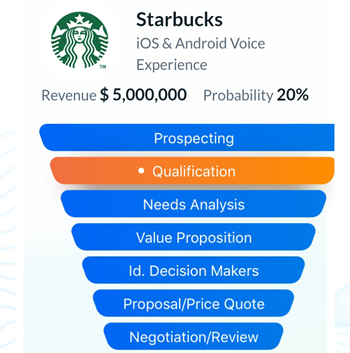 Starbucks
iOS & Android Voice
Experience
TM
Revenue $ 5,000,000 Probability 20%
Prospecting
• Qualification
Needs Analysis
Value Proposition
Id. Decision Makers
Proposal/Price Quote
Negotiation/Review